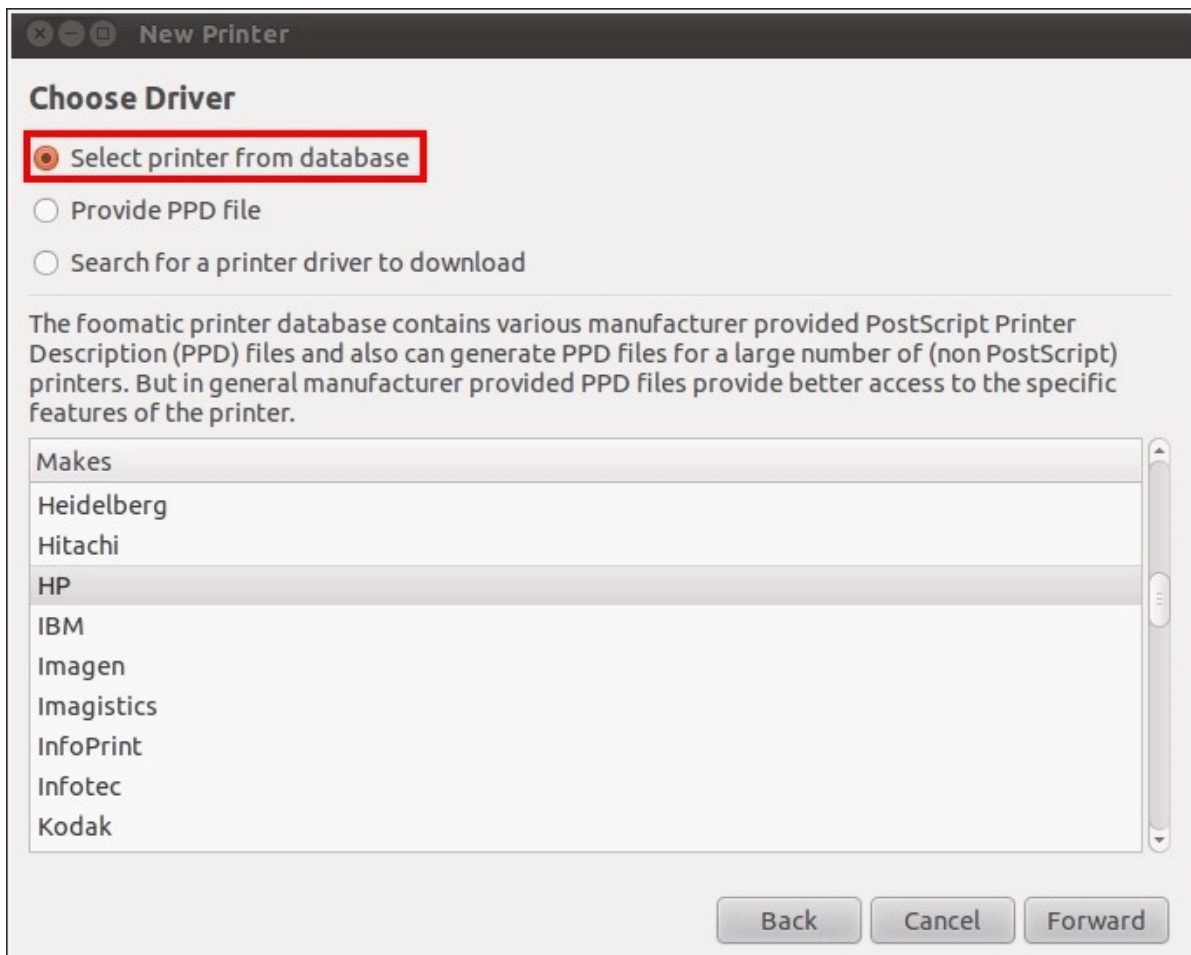 New Printer
Choose Driver
Select printer from database
Provide PPD file
Search for a printer driver to download
The foomatic printer database contains various manufacturer provided PostScript Printer
Description (PPD) files and also can generate PPD files for a large number of (non PostScript)
printers. But in general manufacturer provided PPD files provide better access to the specific
features of the printer.
Makes
Heidelberg
Hitachi
HP
IBM
Imagen
Imagistics
InfoPrint
Infotec
Kodak
Back Cancel Forward